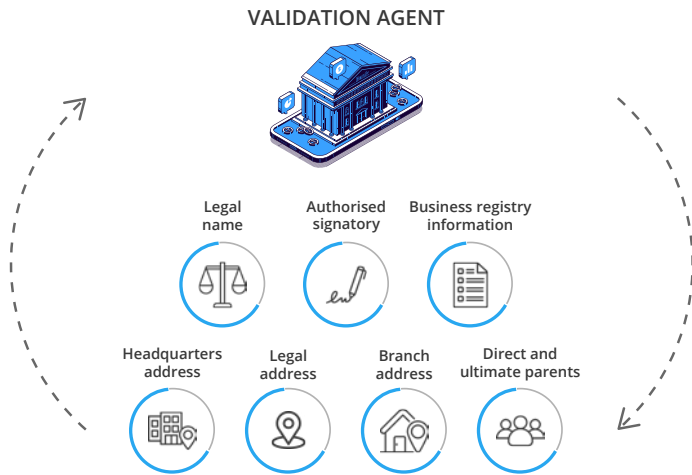 VALIDATION AGENT
Legal
name
Authorised
signatory
Business registry
information
Headquarters
address
Legal
address
Branch
address
Direct and
ultimate parents